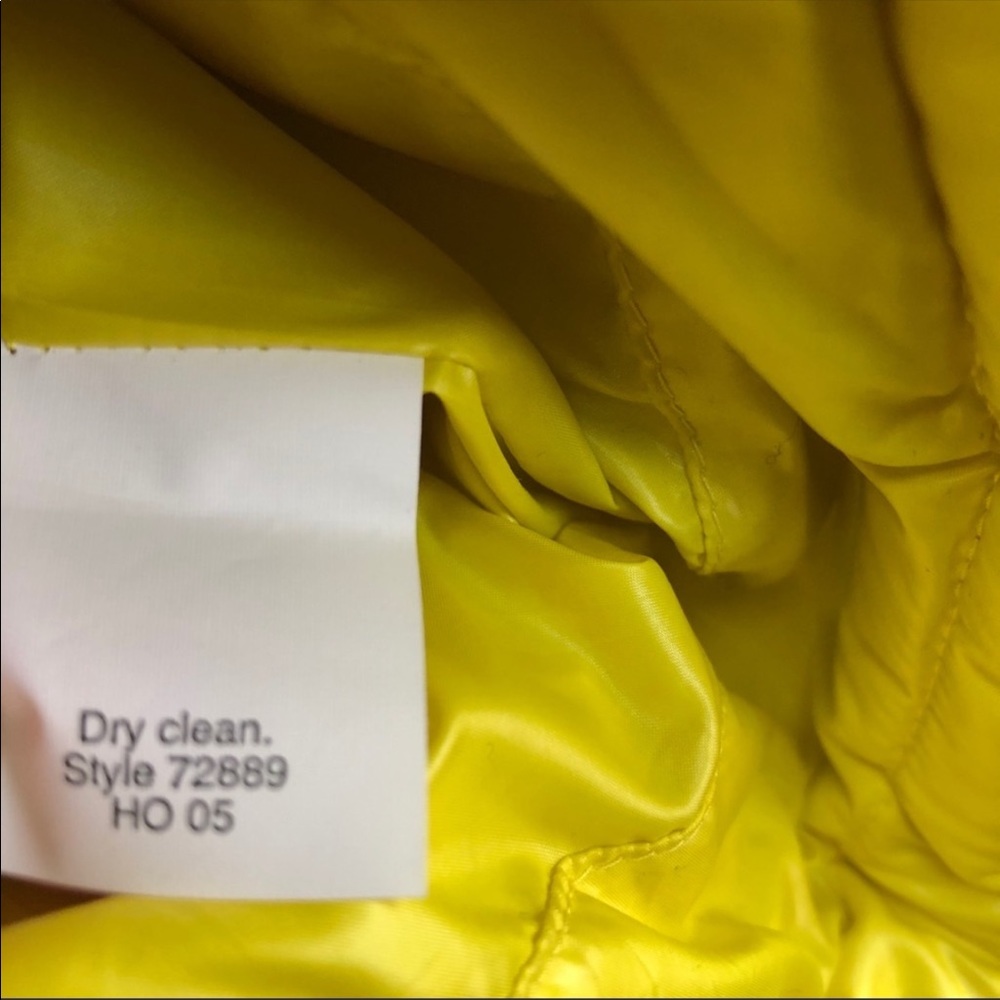 Dry clean.
Style 72889
HO 05